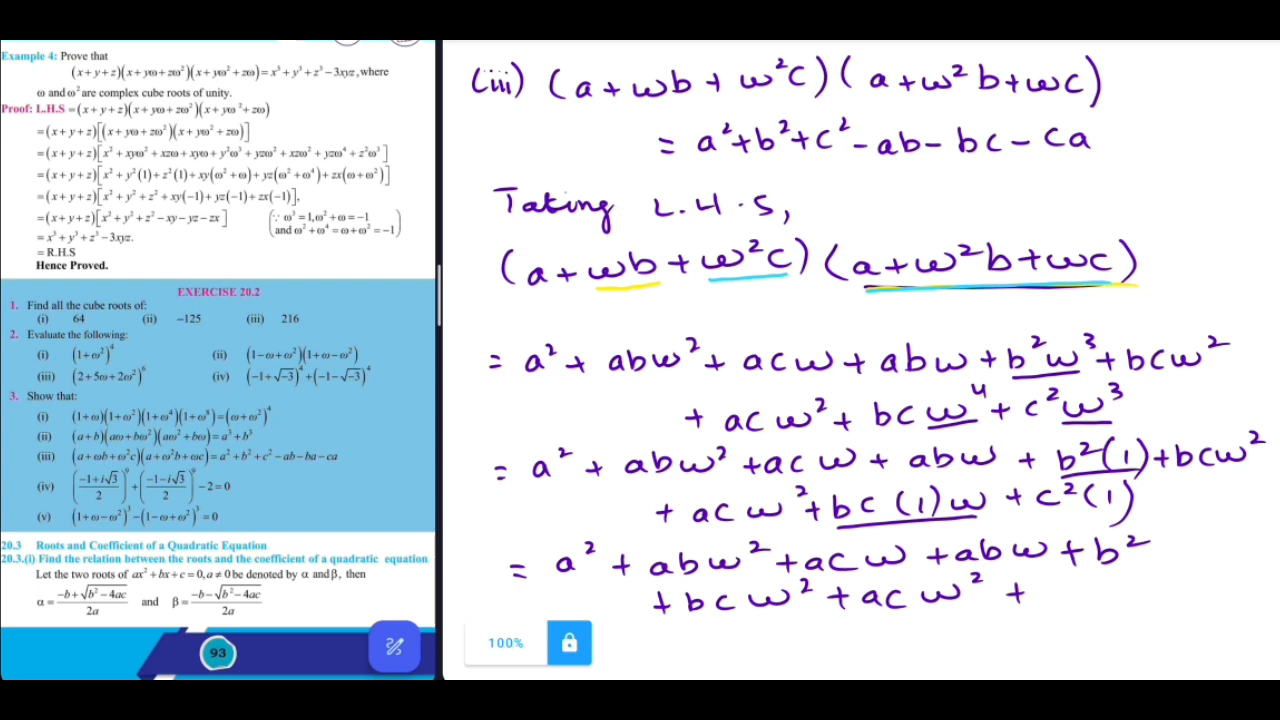 Example 4: Prove that
(x+y+z)(x+yω+zω²)(x+yω²+zω)=x³+y³+z³−3xyz, where
ω and ω² are complex cube roots of unity.
Proof: L.H.S =(x+y+z)(x+yω+zω²)(x+yω²+zω)
=(x+y+z)[(x+yω+zω²)(x+yω²+zω)]
=(x+y+z)[x²+xyω²+xzω+xyω+y²ω³+yzω²+xzω²+yzω⁴+z²ω³]
=(x+y+z)[x²+y²(1)+z²(1)+xy(ω²+ω)+yz(ω²+ω⁴)+zx(ω+ω²)]
=(x+y+z)[x²+y²+z²+xy(−1)+yz(−1)+zx(−1)],
=(x+y+z)[x²+y²+z²−xy−yz−zx] (∵ ω³=1,ω²+ω=−1
and ω²+ω⁴=ω+ω²=−1)
=x³+y³+z³−3xyz.
= R.H.S
Hence Proved.
EXERCISE 20.2
1. Find all the cube roots of:
(i) 64 (ii) −125 (iii) 216
2. Evaluate the following:
(i) (1+ω²)⁴ (ii) (1−ω+ω²)(1+ω−ω²)
(iii) (2+5ω+2ω²)⁶ (iv) (−1+√−3)⁴+(−1−√−3)⁴
3. Show that:
(i) (1+ω)(1+ω²)(1+ω⁴)(1+ω⁸)=(ω+ω²)⁴
(ii) (a+b)(aω+bω²)(aω²+bω)=a³+b³
(iii) (a+ωb+ω²c)(a+ω²b+ωc)=a²+b²+c²−ab−ba−ca
(iv) ((−1+i√3)/2)⁹+((−1−i√3)/2)⁹−2=0
(v) (1+ω−ω²)³−(1−ω+ω²)³=0
20.3 Roots and Coefficient of a Quadratic Equation
20.3.(i) Find the relation between the roots and the coefficient of a quadratic equation
Let the two roots of ax²+bx+c=0,a≠0 be denoted by α and β, then
α=(−b+√(b²−4ac))/2a and β=(−b−√(b²−4ac))/2a
93
(iii) (a+ωb+ω²c)(a+ω²b+ωc)
= a²+b²+c²-ab-bc-ca
Taking L.H.S,
(a+ωb+ω²c)(a+ω²b+ωc)
= a²+abω²+acω+abω+b²ω³+bcω²
+acω²+bcω⁴+c²ω³
= a²+abω²+acω+abω+b²(1)+bcω²
+acω²+bc(1)ω+c²(1)
= a²+abω²+acω+abω+b²
+bcω²+acω²+
100%